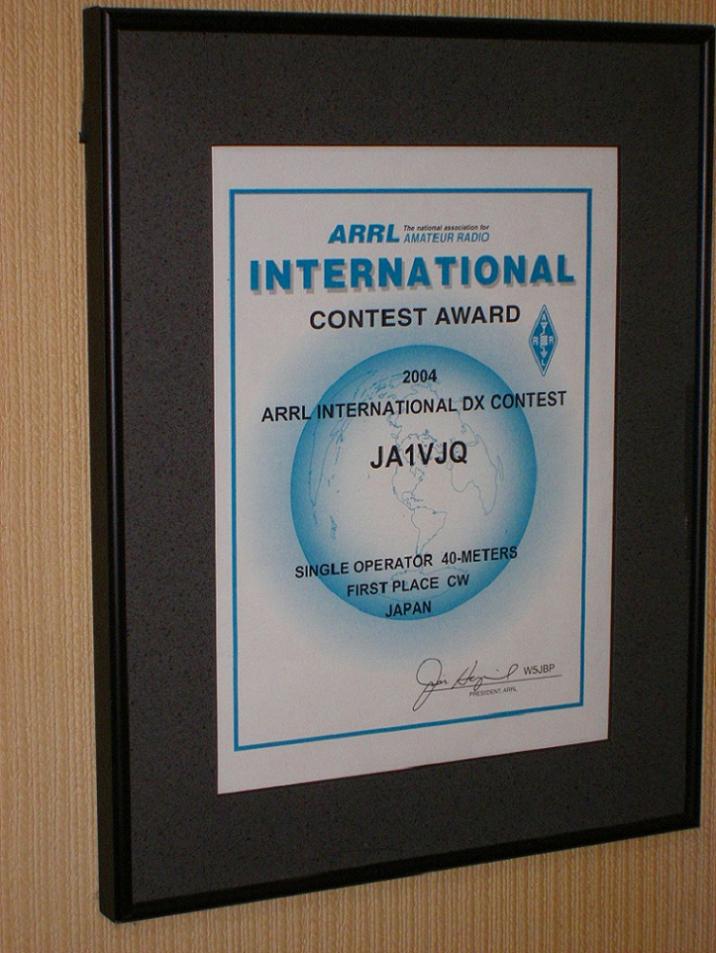 ARRL The national association for
AMATEUR RADIO
INTERNATIONAL
CONTEST AWARD
A
R R
L
2004
ARRL INTERNATIONAL DX CONTEST
JA1VJQ
SINGLE OPERATOR 40-METERS
FIRST PLACE CW
JAPAN
W5JBP
PRESIDENT, ARRL